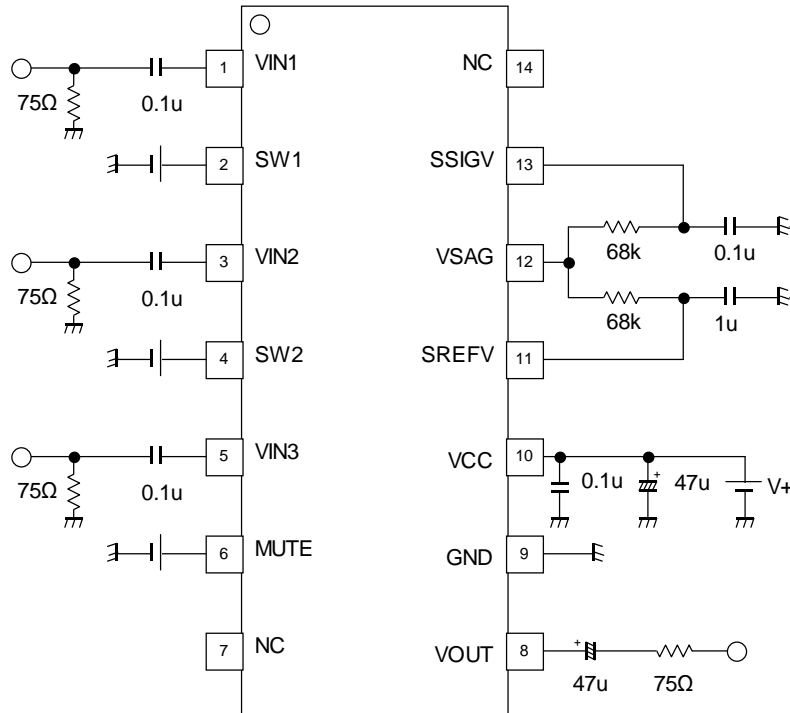 1 VIN1
NC 14
75Ω
0.1u
2 SW1
SSIGV 13
3 VIN2
VSAG 12
68k
0.1u
75Ω
0.1u
68k
1u
4 SW2
SREFV 11
5 VIN3
VCC 10
75Ω
0.1u
0.1u
+
47u
V+
6 MUTE
GND 9
7 NC
VOUT 8
+
47u
75Ω